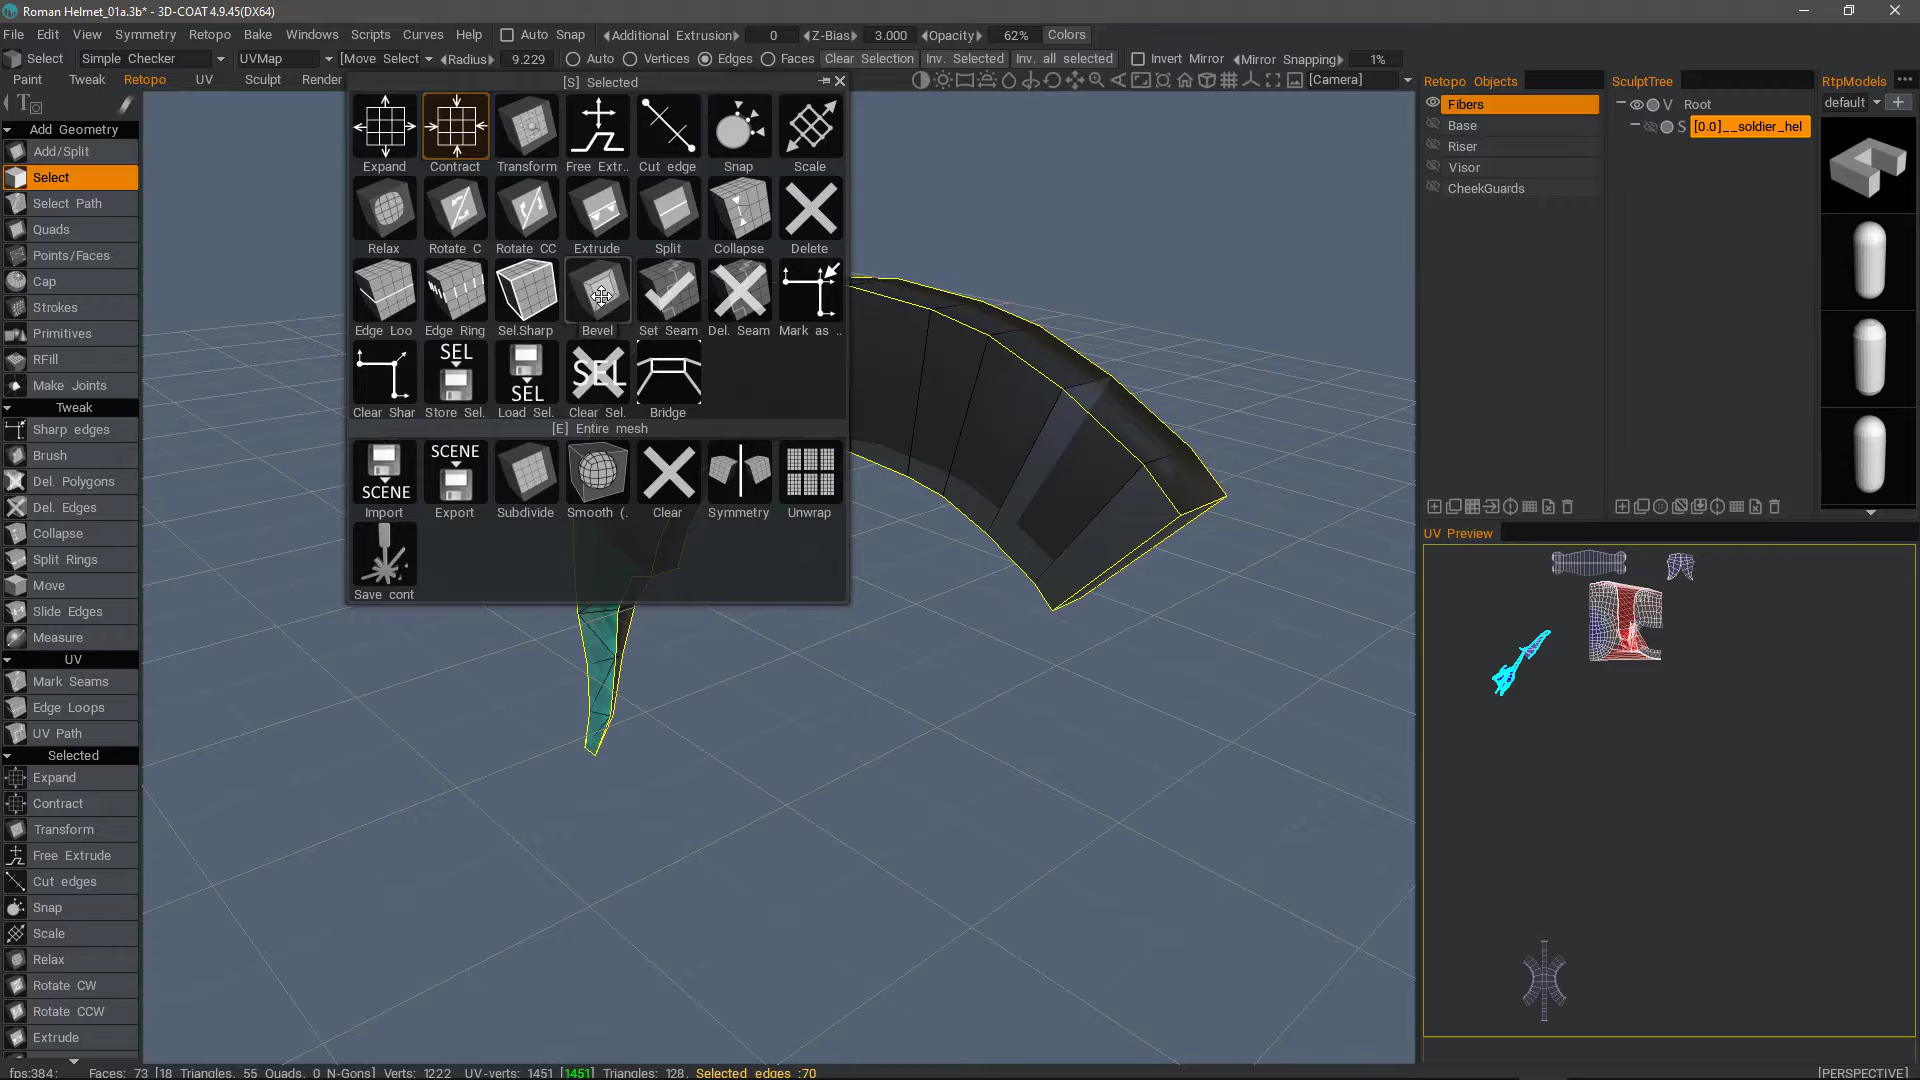 Roman Helmet_01a.3b* - 3D-COAT 4.9.45(DX64)
File Edit View Symmetry Retopo Bake Windows Scripts Curves Help Auto Snap Additional Extrusion 0 Z-Bias 3.000 Opacity 62% Colors
Select Simple Checker UVMap [Move Select Radius 9.229 Auto Vertices Edges Faces Clear Selection Inv. Selected Inv. all selected Invert Mirror Mirror Snapping 1%
Paint Tweak Retopo UV Sculpt Render
[Camera]
[S] Selected
Expand Contract Transform Free Extr.. Cut edge Snap Scale
Relax Rotate C Rotate CC Extrude Split Collapse Delete
Edge Loo Edge Ring Sel.Sharp Bevel Set Seam Del. Seam Mark as ..
SEL SEL SEL
Clear Shar Store Sel. Load Sel. Clear Sel. Bridge
[E] Entire mesh
SCENE SCENE
Import Export Subdivide Smooth (. Clear Symmetry Unwrap
Save cont
Add Geometry
Add/Split
Select
Select Path
Quads
Points/Faces
Cap
Strokes
Primitives
RFill
Make Joints
Tweak
Sharp edges
Brush
Del. Polygons
Del. Edges
Collapse
Split Rings
Move
Slide Edges
Measure
UV
Mark Seams
Edge Loops
UV Path
Selected
Expand
Contract
Transform
Free Extrude
Cut edges
Snap
Scale
Relax
Rotate CW
Rotate CCW
Extrude
Retopo Objects
Fibers
Base
Riser
Visor
CheekGuards
SculptTree
V Root
S [0.0]__soldier_hel
RtpModels
default
UV Preview
fps:384; Faces: 73 [18 Triangles, 55 Quads, 0 N-Gons] Verts: 1222 UV-verts: 1451 [1451] Triangles: 128, Selected edges :70
[PERSPECTIVE]